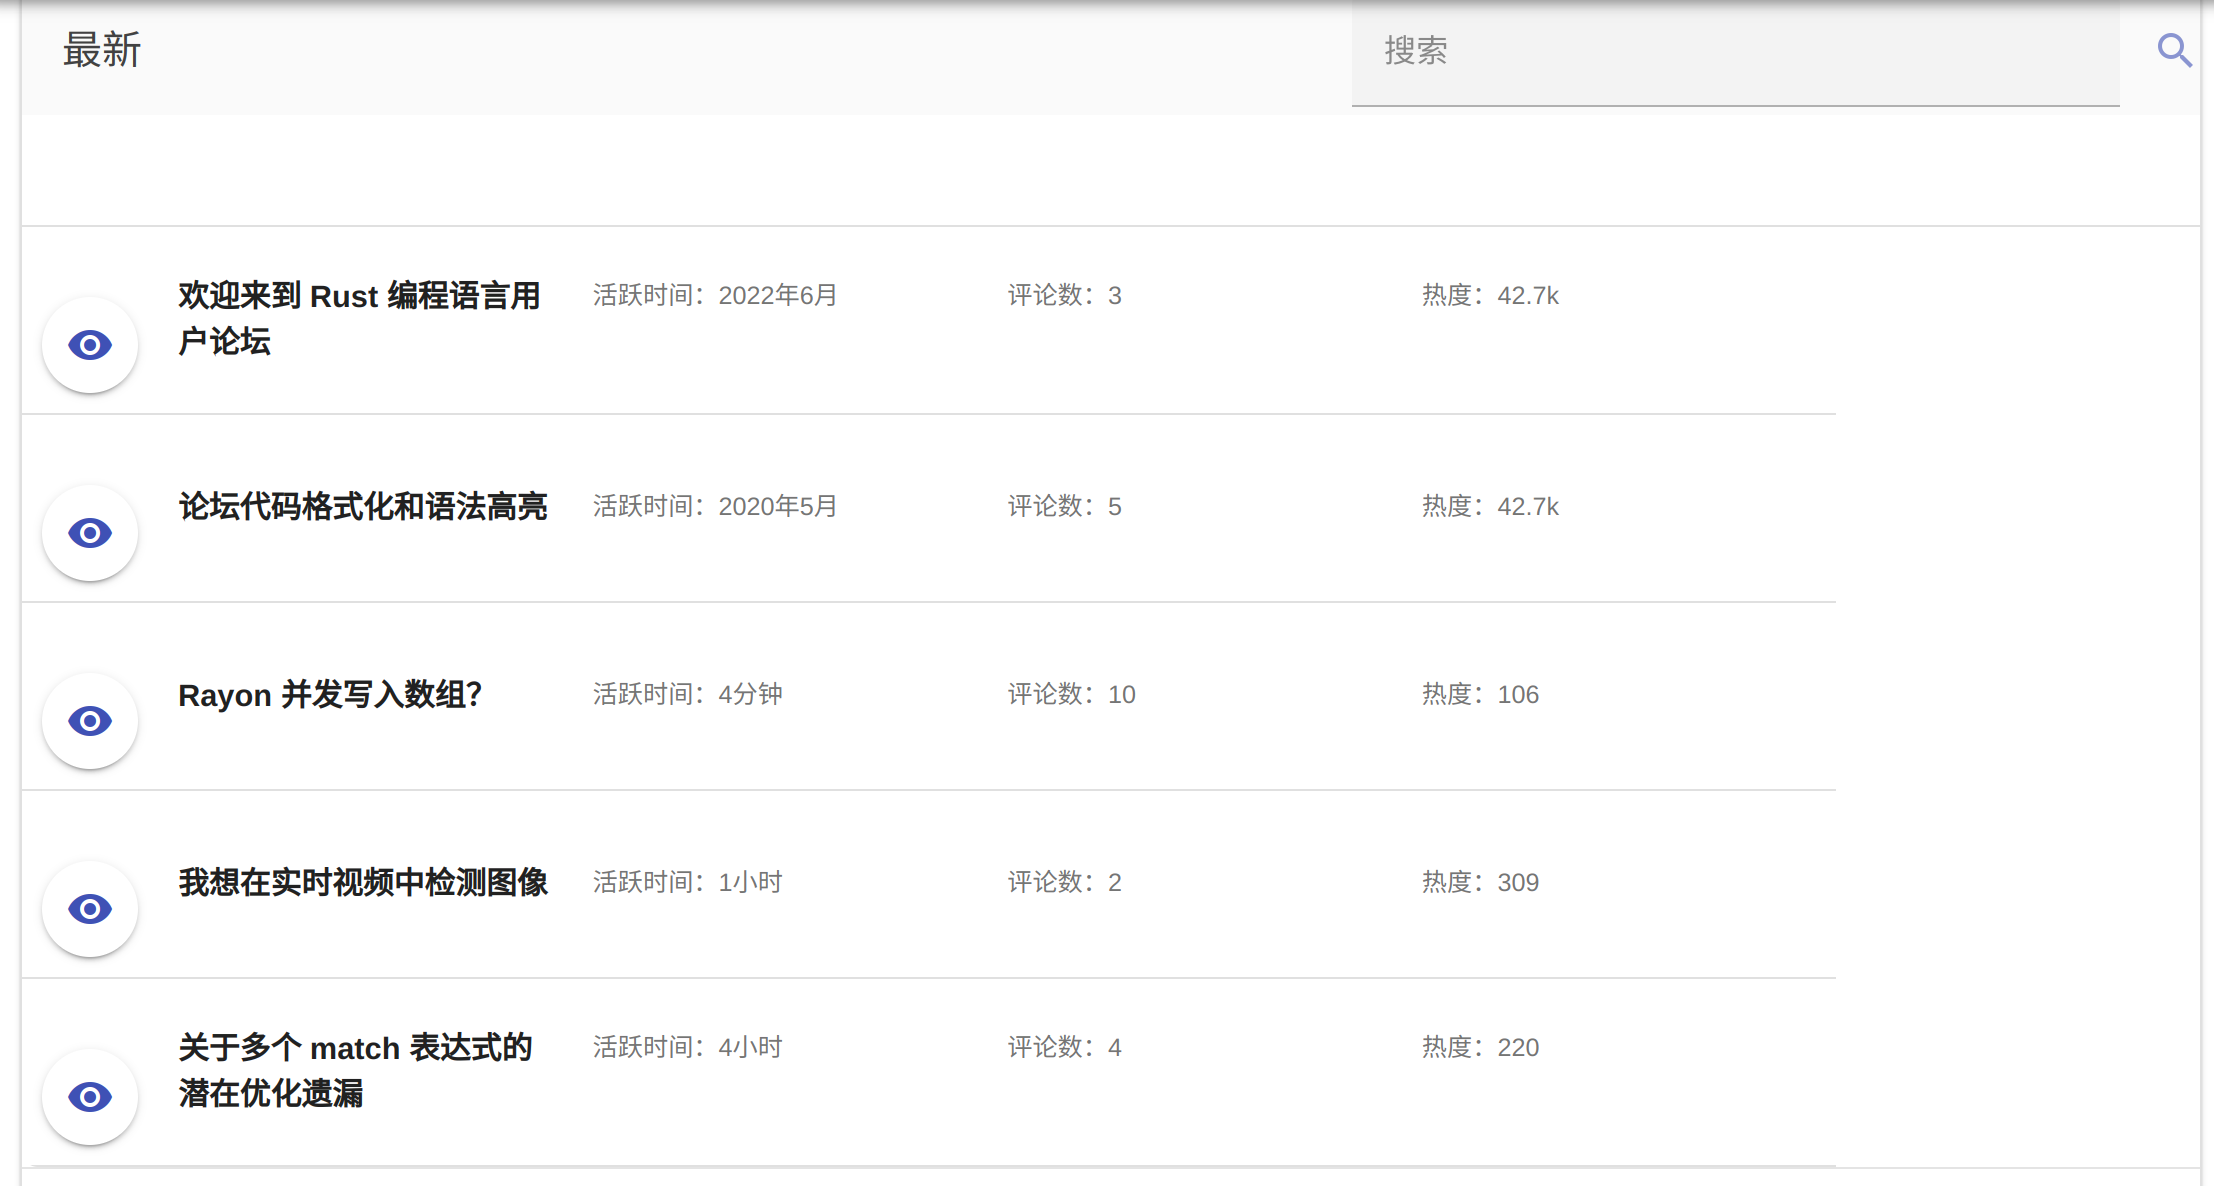 最新
搜索
欢迎来到 Rust 编程语言用
户论坛
活跃时间：2022年6月
评论数：3
热度：42.7k
论坛代码格式化和语法高亮
活跃时间：2020年5月
评论数：5
热度：42.7k
Rayon 并发写入数组？
活跃时间：4分钟
评论数：10
热度：106
我想在实时视频中检测图像
活跃时间：1小时
评论数：2
热度：309
关于多个 match 表达式的
潜在优化遗漏
活跃时间：4小时
评论数：4
热度：220